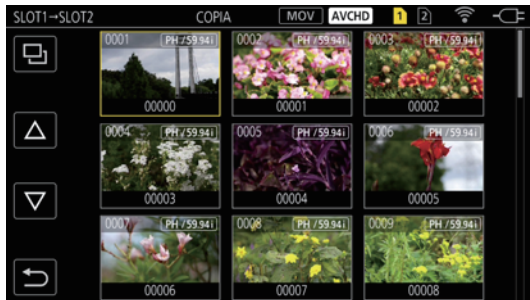 SLOT1→SLOT2 COPIA MOV AVCHD 1 2
0001 PH /59.94i 0002 PH /59.94i 0003 PH /59.94i
00000 00001 00002
0004 PH /59.94i 0005 PH /59.94i 0006 PH /59.94i
00003 00004 00005
0007 PH /59.94i 0008 PH /59.94i 0009 PH /59.94i
00006 00007 00008